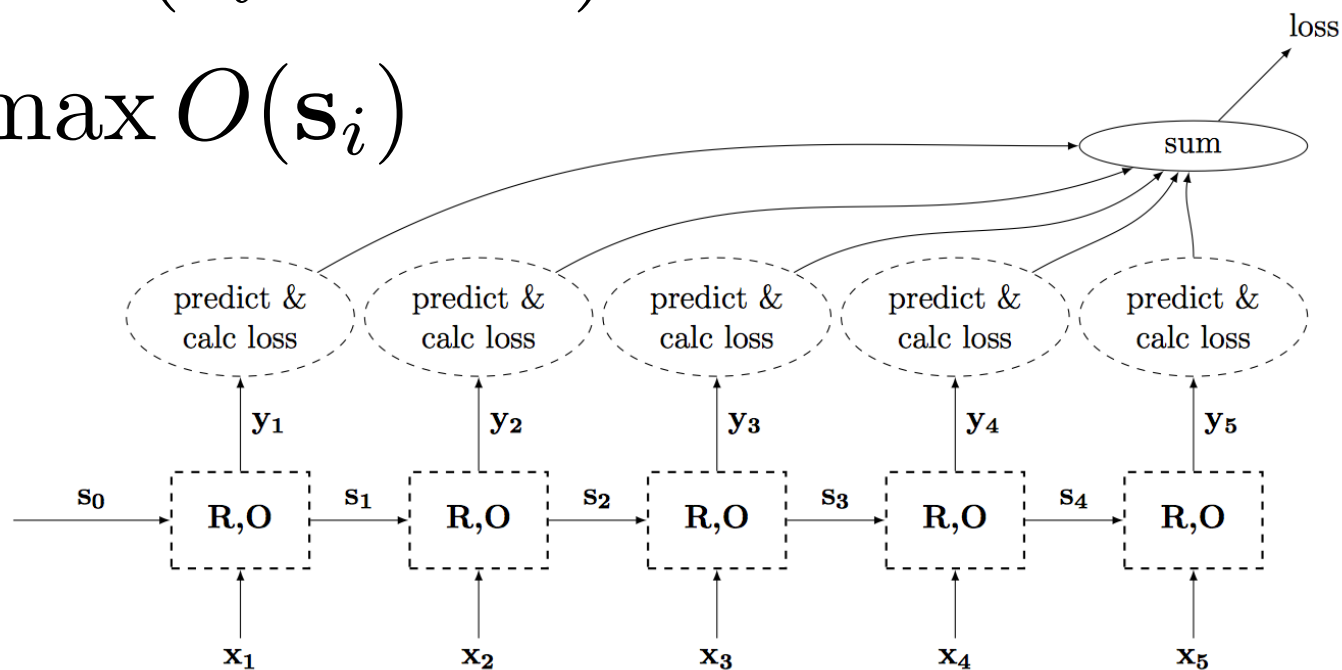 loss
max O(s_i)
sum
predict & predict & predict & predict & predict &
calc loss calc loss calc loss calc loss calc loss
y₁ y₂ y₃ y₄ y₅
s₀ s₁ s₂ s₃ s₄
R,O R,O R,O R,O R,O
x₁ x₂ x₃ x₄ x₅